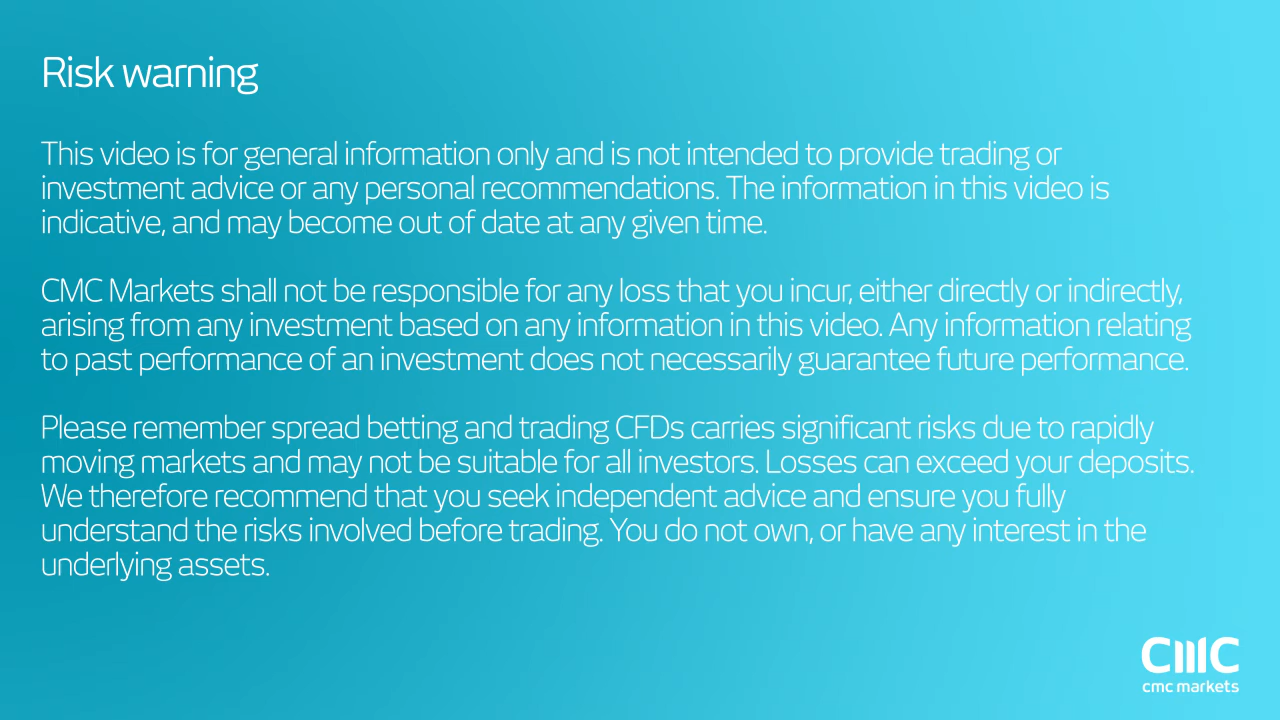 Risk warning
This video is for general information only and is not intended to provide trading or
investment advice or any personal recommendations. The information in this video is
indicative, and may become out of date at any given time.
CMC Markets shall not be responsible for any loss that you incur, either directly or indirectly,
arising from any investment based on any information in this video. Any information relating
to past performance of an investment does not necessarily guarantee future performance.
Please remember spread betting and trading CFDs carries significant risks due to rapidly
moving markets and may not be suitable for all investors. Losses can exceed your deposits.
We therefore recommend that you seek independent advice and ensure you fully
understand the risks involved before trading. You do not own, or have any interest in the
underlying assets.
CMC
cmc markets